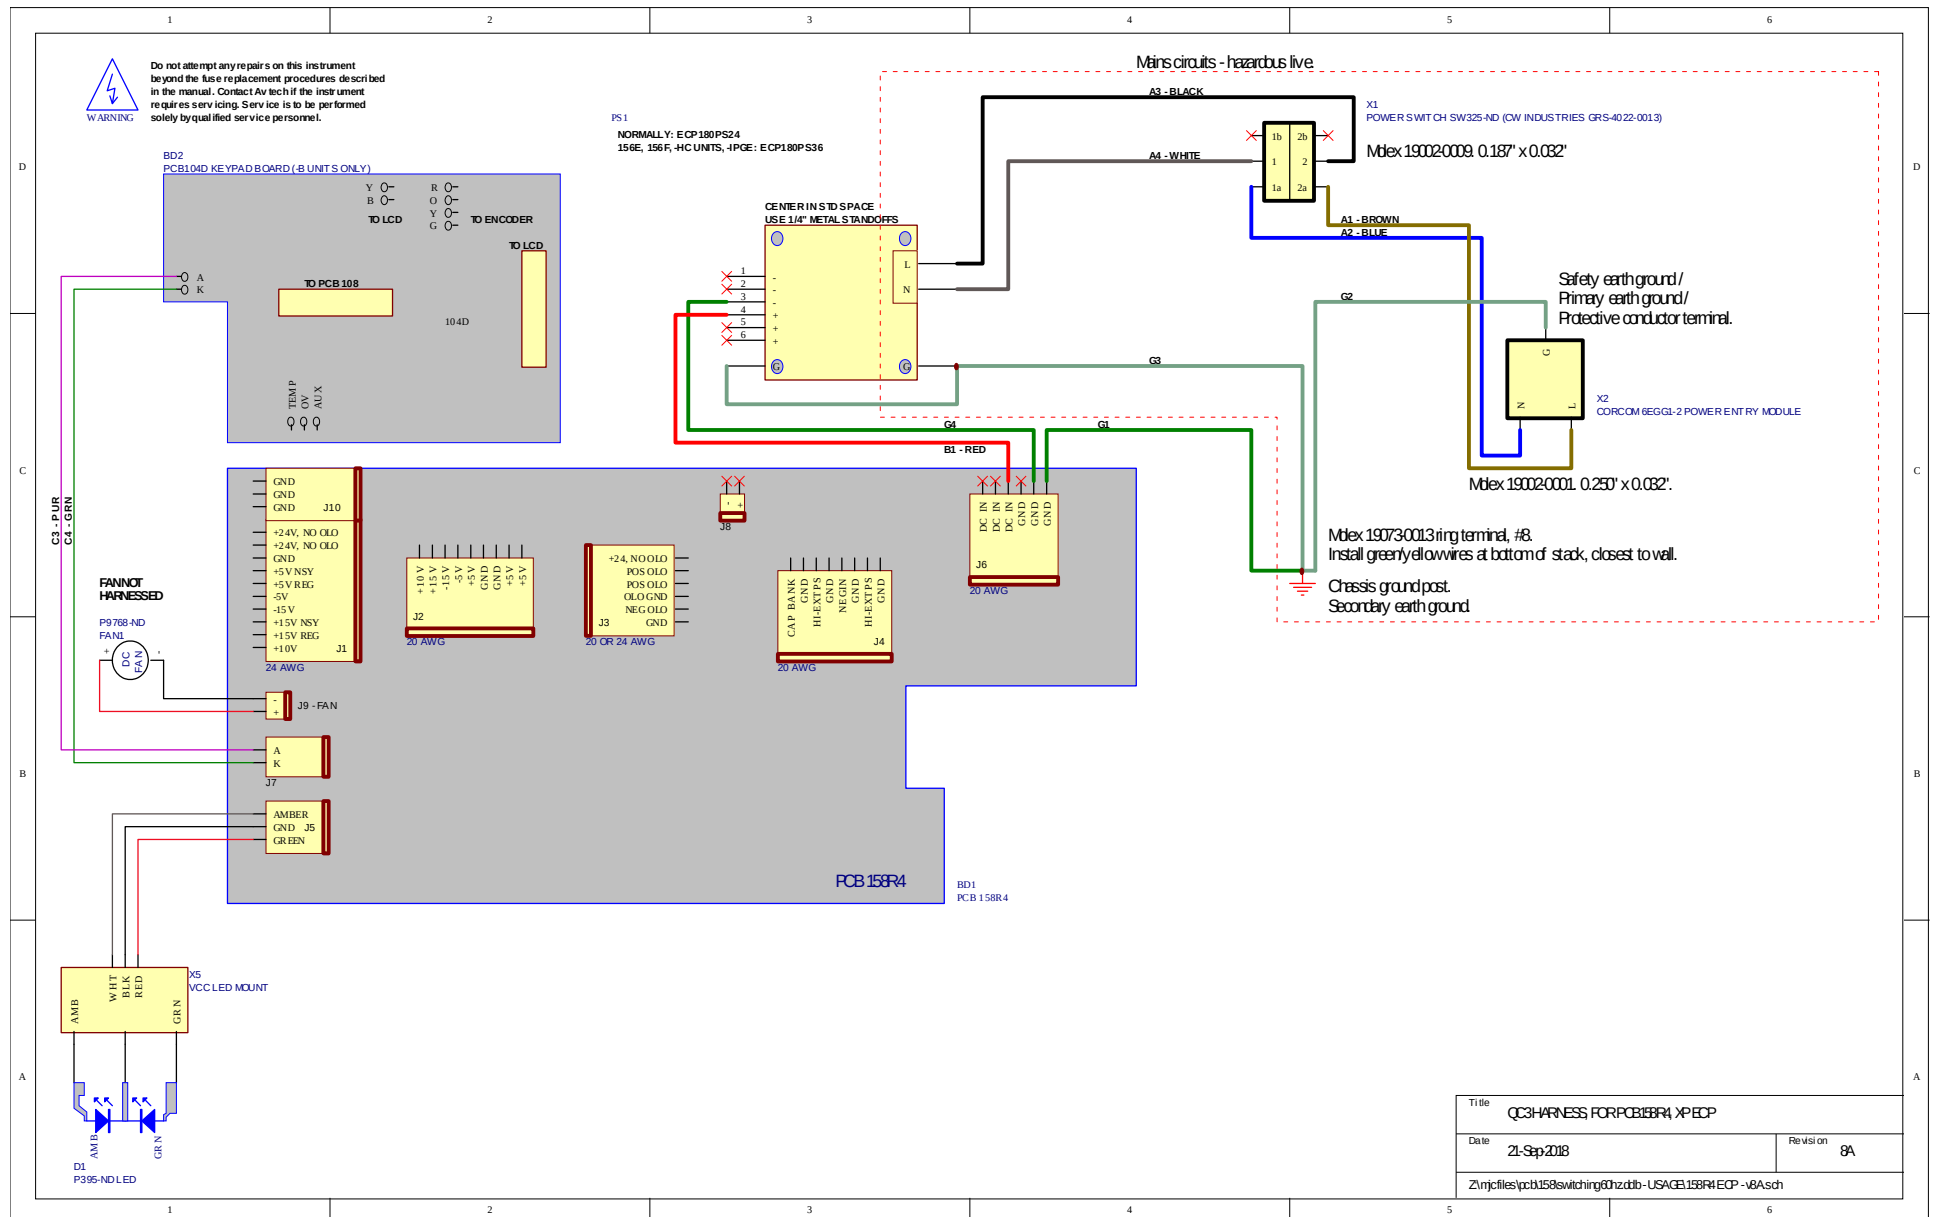 1 2 3 4 5 6
Do not attempt any repairs on this instrument
beyond the fuse replacement procedures described
in the manual. Contact Avtech if the instrument
requires servicing. Service is to be performed
solely by qualified service personnel.
WARNING
Mains circuits - hazardous live.
PS1
NORMALLY: ECP180PS24
156E, 156F, -HC UNITS, -IPGE: ECP180PS36
A3 - BLACK
A4 - WHITE
X1
POWER SWITCH SW325-ND (CW INDUSTRIES GRS-4022-0013)
Molex 19002-0009. 0.187" x 0.032"
1b 2b
1 2
1a 2a
A1 - BROWN
A2 - BLUE
D
D
BD2
PCB104D KEYPAD BOARD (-B UNITS ONLY)
Y
B
TO LCD
R
O
Y
G
TO ENCODER
TO LCD
A
K
TO PCB 108
104D
TEMP
OV
AUX
CENTER IN STD SPACE
USE 1/4" METAL STANDOFFS
L
N
1 -
2 -
3 -
4 +
5 +
6 +
G
G
G2
G3
G4
G1
B1 - RED
Safety earth ground /
Primary earth ground /
Protective conductor terminal.
G
N
L
X2
CORCOM 6EGG1-2 POWER ENTRY MODULE
Molex 19002-0001. 0.250" x 0.032".
C
C
C3 - PUR
C4 - GRN
Molex 19073-0013 ring terminal, #8.
Install green/yellow wires at bottom of stack, closest to wall.
Chassis ground post.
Secondary earth ground.
GND
GND
GND
J10
+24V, NO OLO
+24V, NO OLO
GND
+5V NSY
+5V REG
-5V
-15V
+15V NSY
+15V REG
+10V
J1
24 AWG
+10V
+15V
-15V
-5V
+5V
GND
GND
+5V
+5V
J2
20 AWG
+24, NO OLO
POS OLO
POS OLO
OLO GND
NEG OLO
GND
J3
20 OR 24 AWG
- +
J8
CAP BANK
GND
HI-EXT PS
GND
NEG IN
GND
HI-EXT PS
GND
J4
20 AWG
DC IN
DC IN
DC IN
GND
GND
GND
J6
20 AWG
FAN NOT
HARNESSED
P9768-ND
FAN1
+ -
DC
FAN
-
+
J9 - FAN
A
K
J7
AMBER
GND
GREEN
J5
B
B
PCB 158R4
BD1
PCB 158R4
X5
VCC LED MOUNT
WHT
BLK
RED
AMB
GRN
A
A
AMB
GRN
D1
P395-ND LED
Title
QC3 HARNESS, FOR PCB158R4, XP ECP
Date
21-Sep-2018
Revision
8A
Z:\mjcfiles\pcb\158\switching60hz.ddb - USAGE\158R4 ECP - v8A.sch
1 2 3 4 5 6